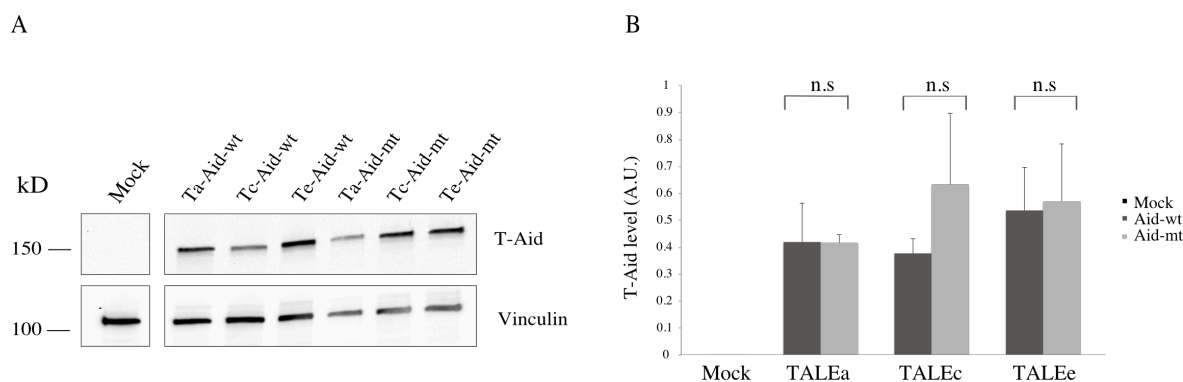 A
kD
Mock
Ta-Aid-wt
Tc-Aid-wt
Te-Aid-wt
Ta-Aid-mt
Tc-Aid-mt
Te-Aid-mt
150
T-Aid
100
Vinculin
B
T-Aid level (A.U.)
1
0.9
0.8
0.7
0.6
0.5
0.4
0.3
0.2
0.1
0
n.s
n.s
n.s
Mock
TALEa
TALEc
TALEe
Mock
Aid-wt
Aid-mt